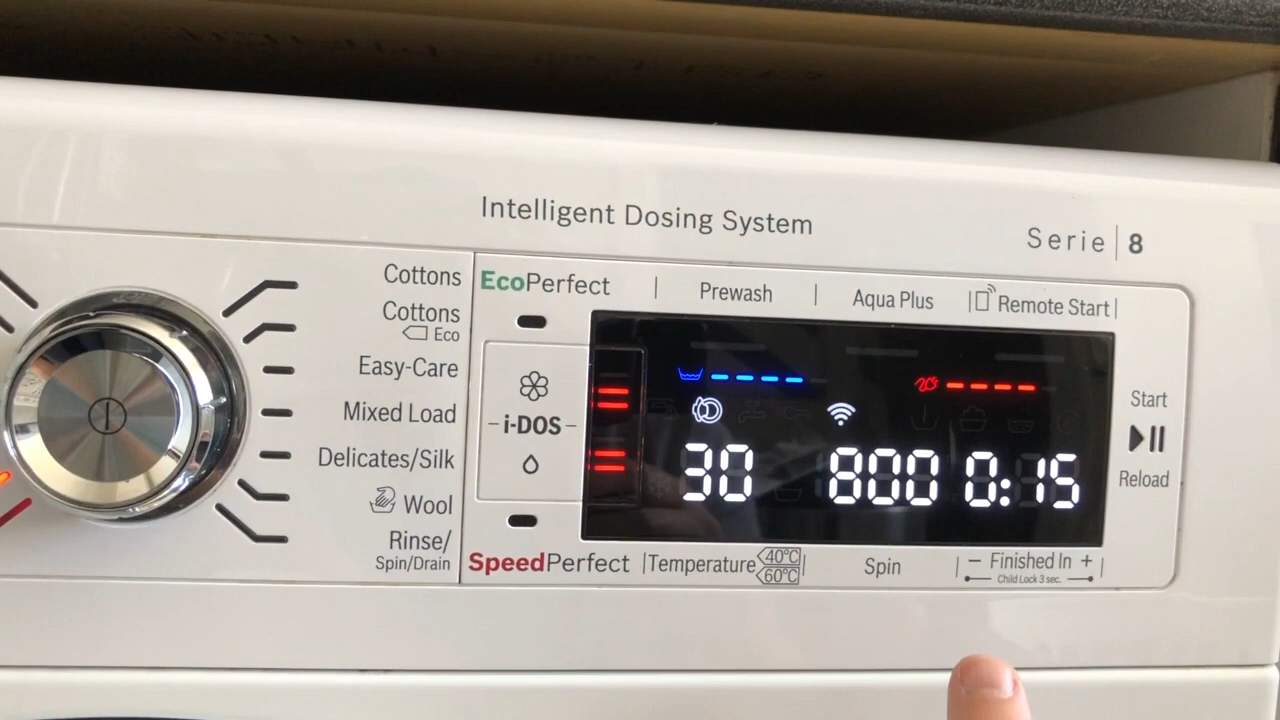 Intelligent Dosing System
Serie | 8
Cottons
Cottons
Eco
Easy-Care
Mixed Load
Delicates/Silk
Wool
Rinse/
Spin/Drain
EcoPerfect | Prewash | Aqua Plus | Remote Start |
i-DOS
30 800 0:15
Start
Reload
SpeedPerfect | Temperature 40°C 60°C | Spin | − Finished In + |
Child Lock 3 sec.